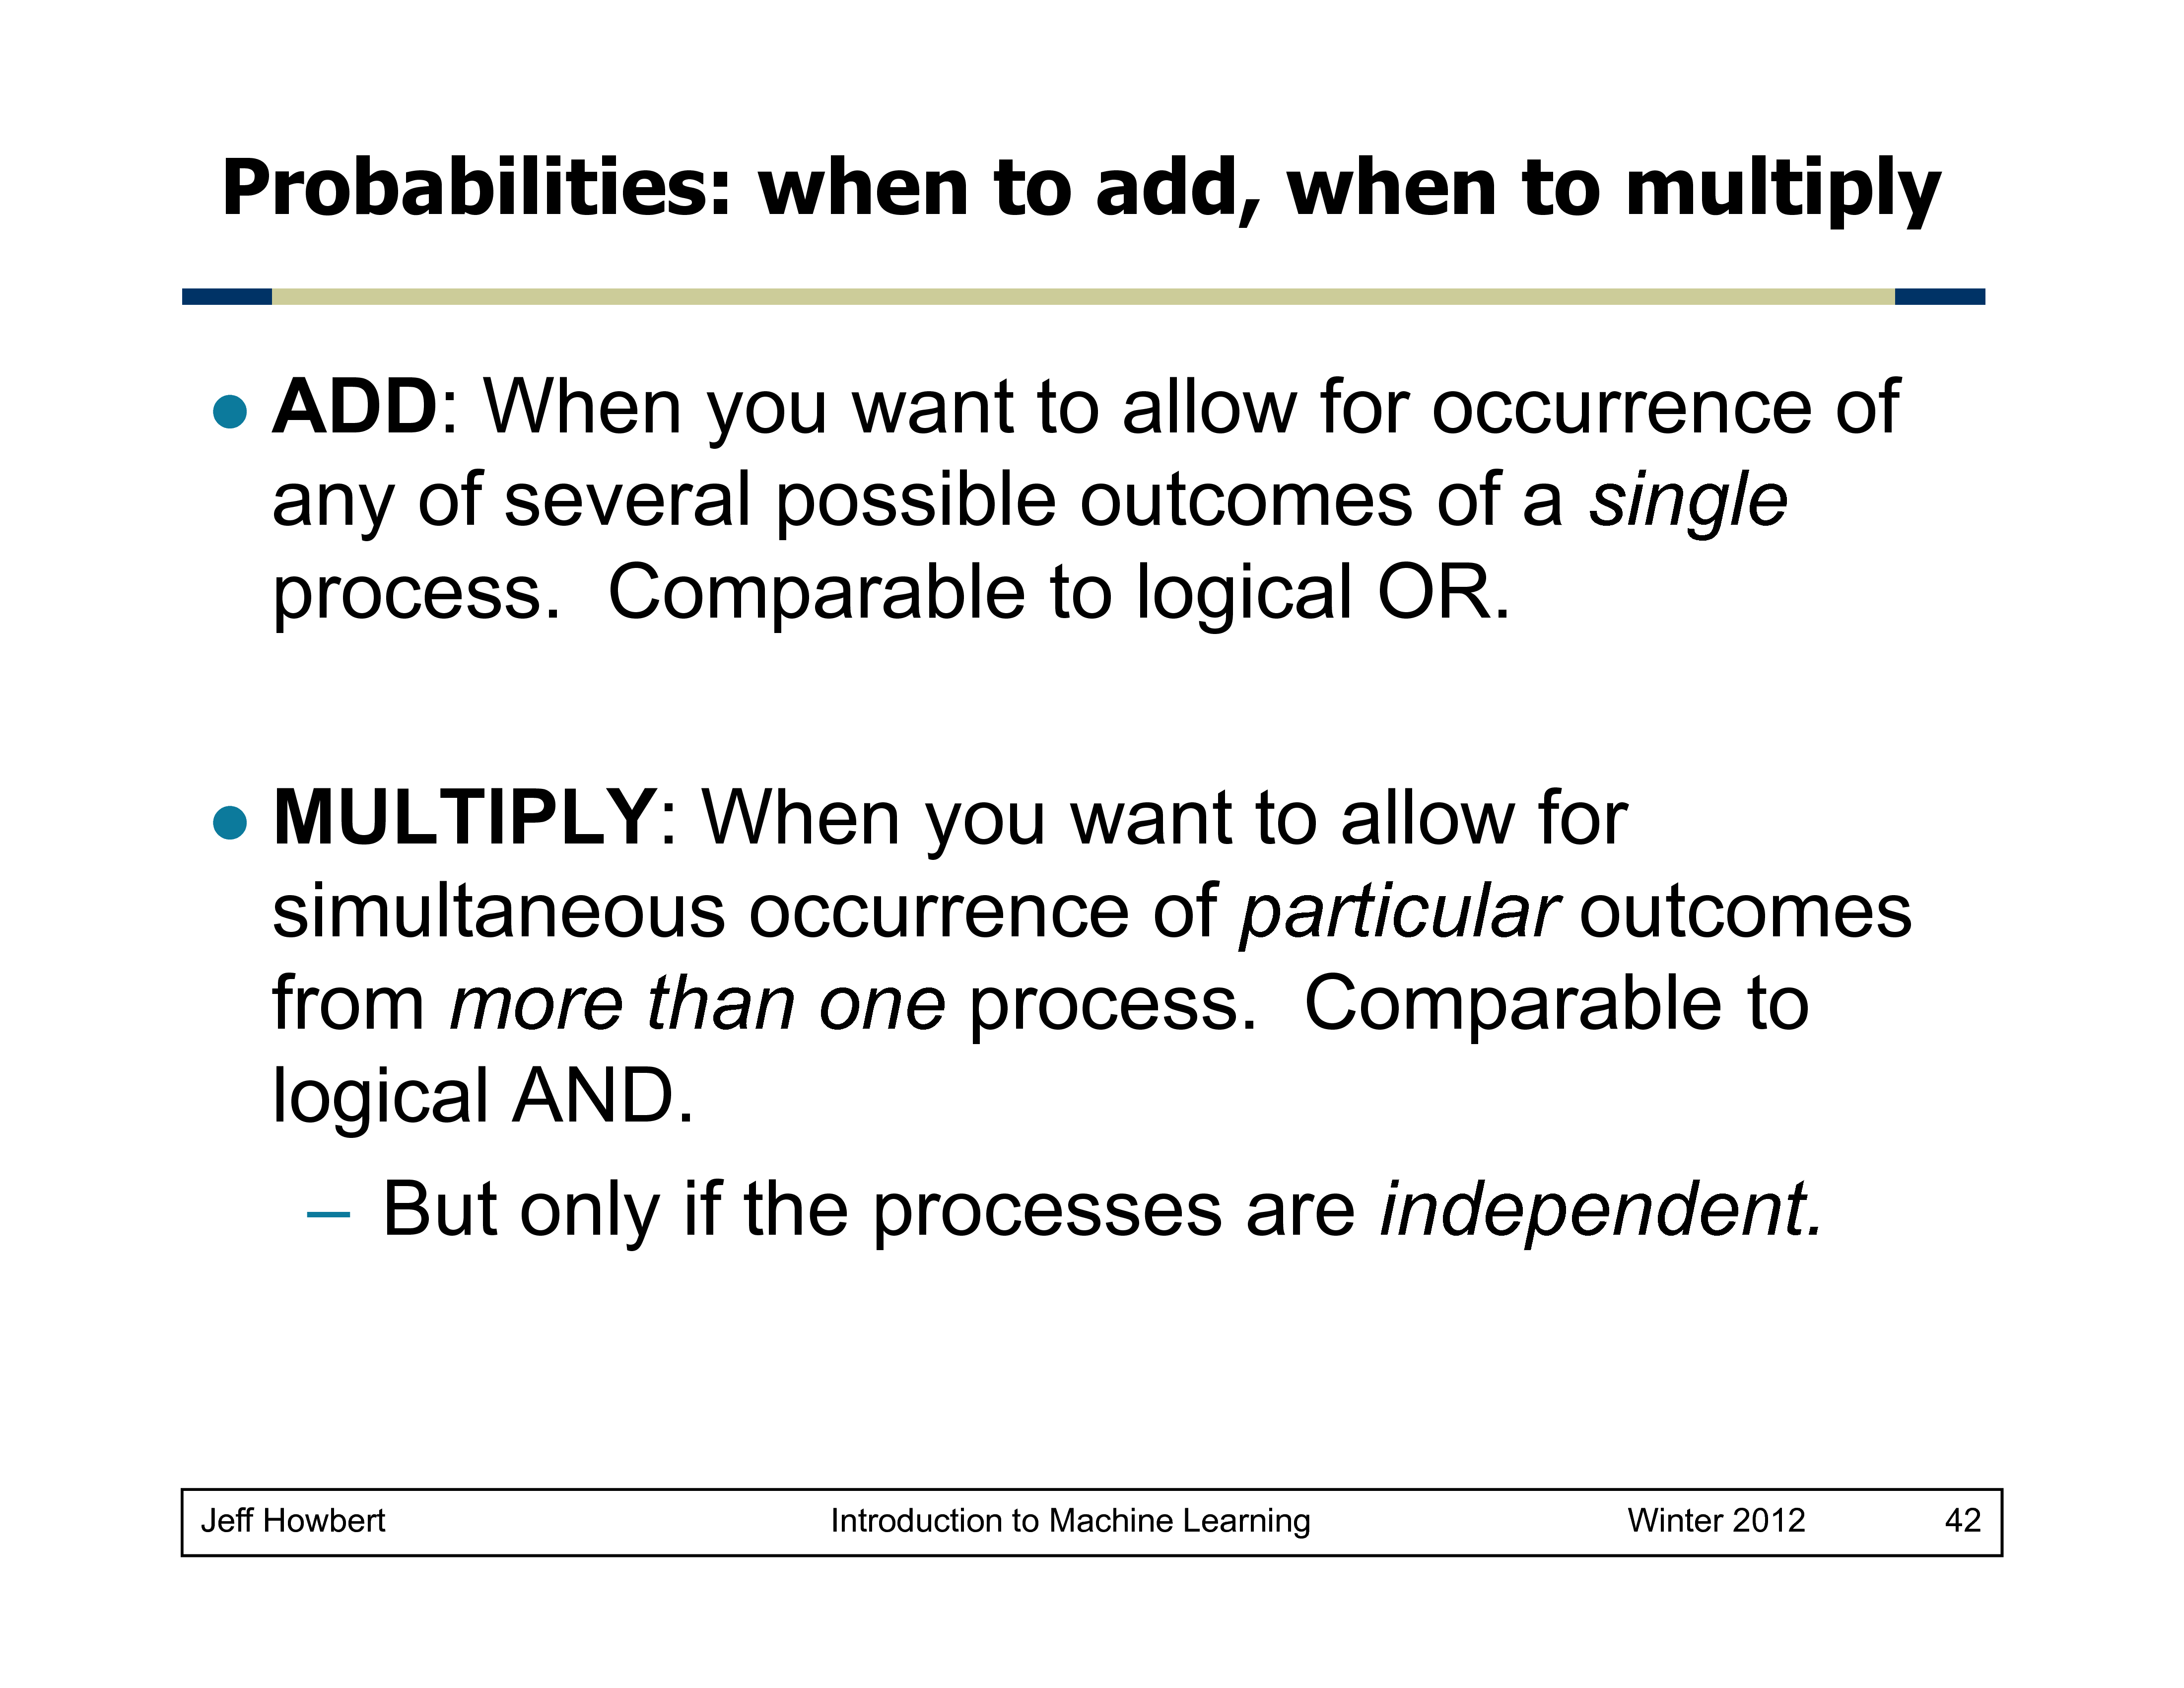 Probabilities: when to add, when to multiply
● ADD: When you want to allow for occurrence of
any of several possible outcomes of a single
process.  Comparable to logical OR.
● MULTIPLY: When you want to allow for
simultaneous occurrence of particular outcomes
from more than one process.  Comparable to
logical AND.
– But only if the processes are independent.
Jeff Howbert Introduction to Machine Learning Winter 2012 42